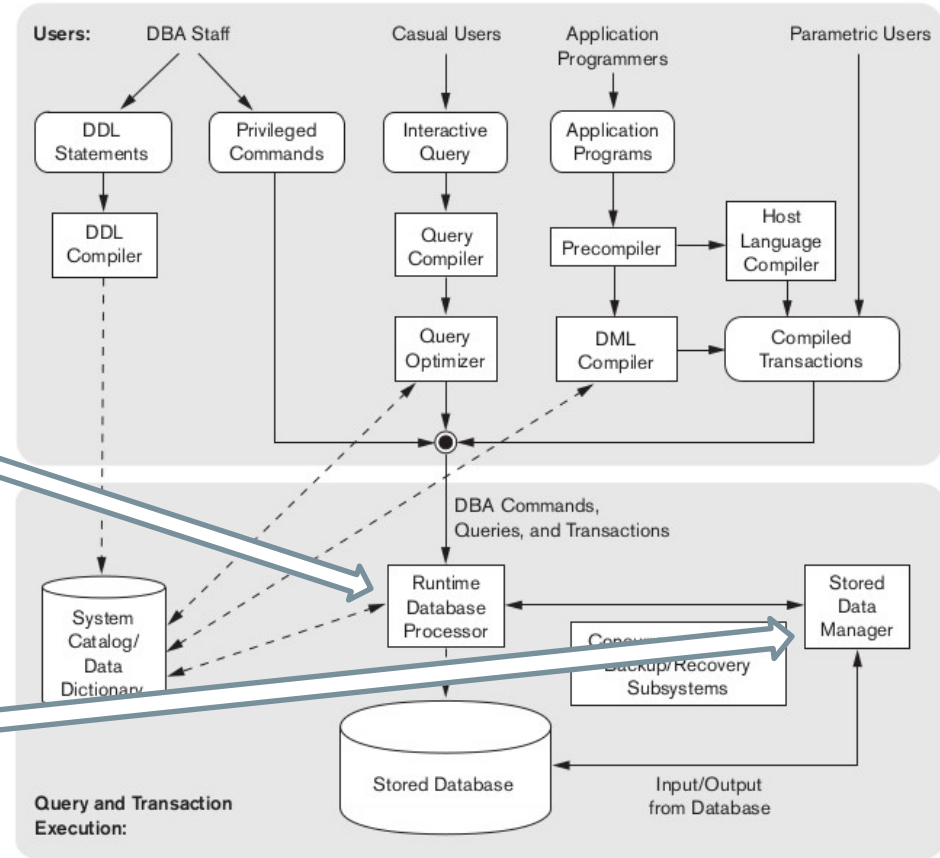 Users:
DBA Staff
Casual Users
Application
Programmers
Parametric Users
DDL
Statements
Privileged
Commands
Interactive
Query
Application
Programs
DDL
Compiler
Query
Compiler
Precompiler
Host
Language
Compiler
Query
Optimizer
DML
Compiler
Compiled
Transactions
DBA Commands,
Queries, and Transactions
System
Catalog/
Data
Dictionary
Runtime
Database
Processor
Stored
Data
Manager
Backup/Recovery
Subsystems
Stored Database
Input/Output
from Database
Query and Transaction
Execution: